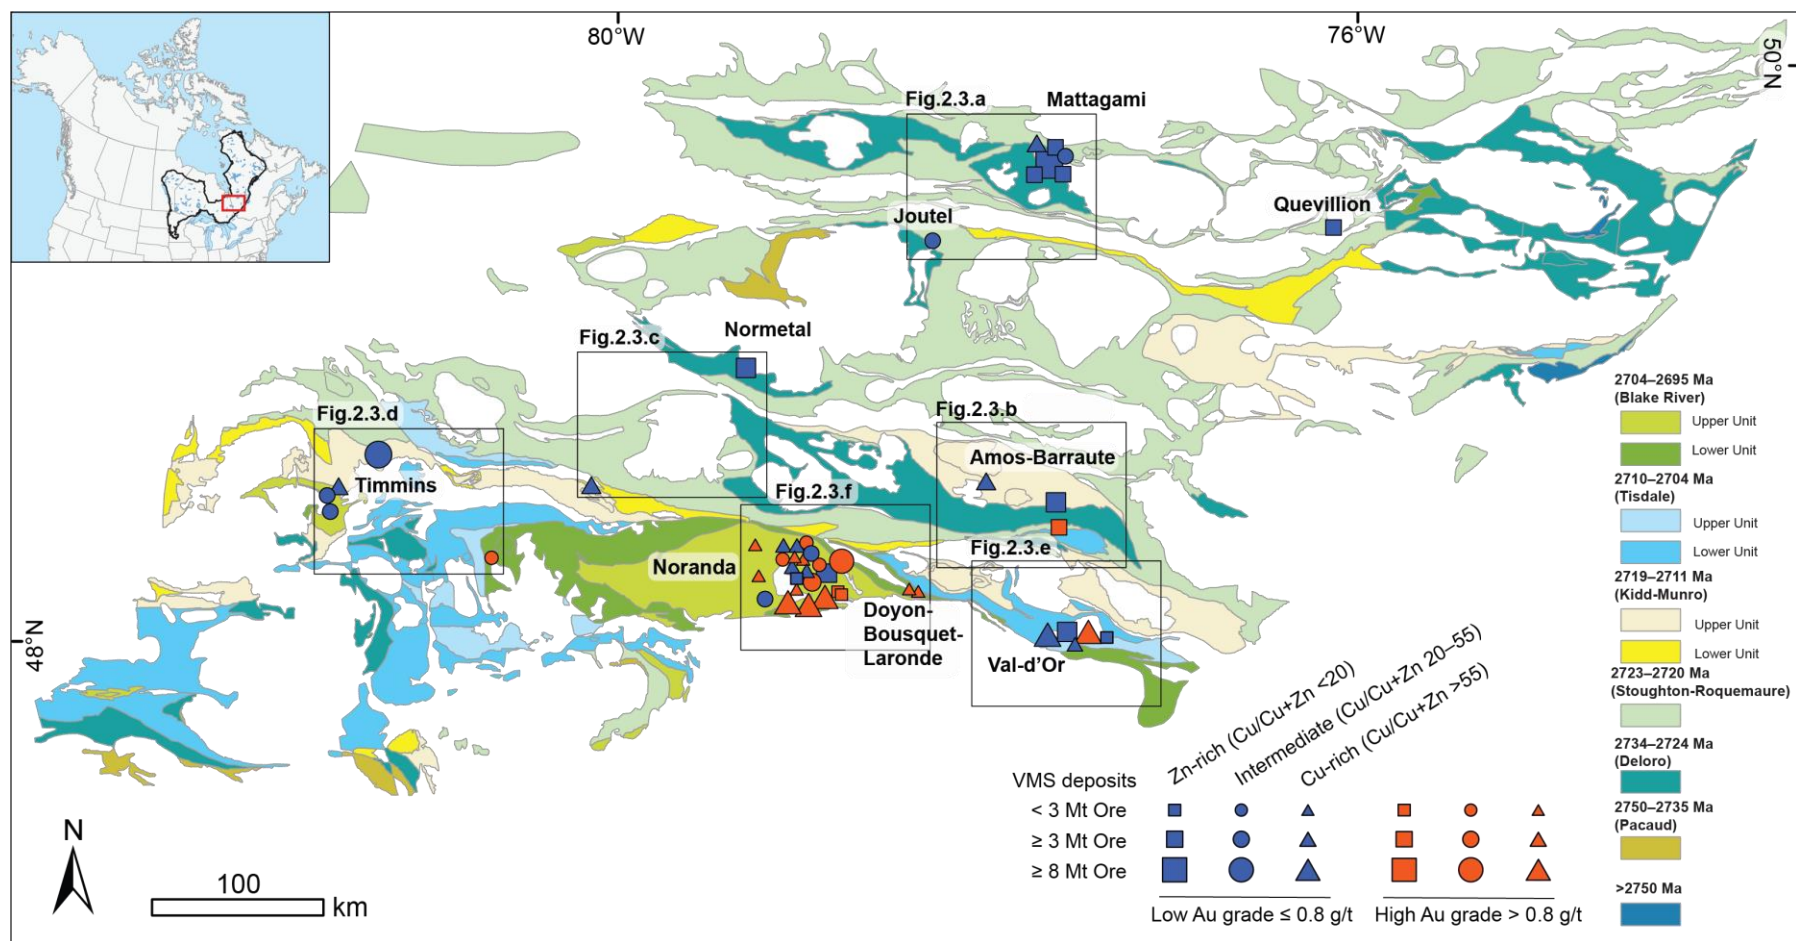 80°W
76°W
50°N
Fig.2.3.a
Mattagami
Joutel
Quevillion
Normetal
Fig.2.3.c
Fig.2.3.d
Fig.2.3.b
Amos-Barraute
Timmins
Fig.2.3.f
Fig.2.3.e
Noranda
Doyon-
Bousquet-
Laronde
Val-d'Or
48°N
N
100
km
VMS deposits
Zn-rich (Cu/Cu+Zn <20)
Intermediate (Cu/Cu+Zn 20–55)
Cu-rich (Cu/Cu+Zn >55)
< 3 Mt Ore
≥ 3 Mt Ore
≥ 8 Mt Ore
Low Au grade ≤ 0.8 g/t
High Au grade > 0.8 g/t
2704–2695 Ma
(Blake River)
Upper Unit
Lower Unit
2710–2704 Ma
(Tisdale)
Upper Unit
Lower Unit
2719–2711 Ma
(Kidd-Munro)
Upper Unit
Lower Unit
2723–2720 Ma
(Stoughton-Roquemaure)
2734–2724 Ma
(Deloro)
2750–2735 Ma
(Pacaud)
>2750 Ma